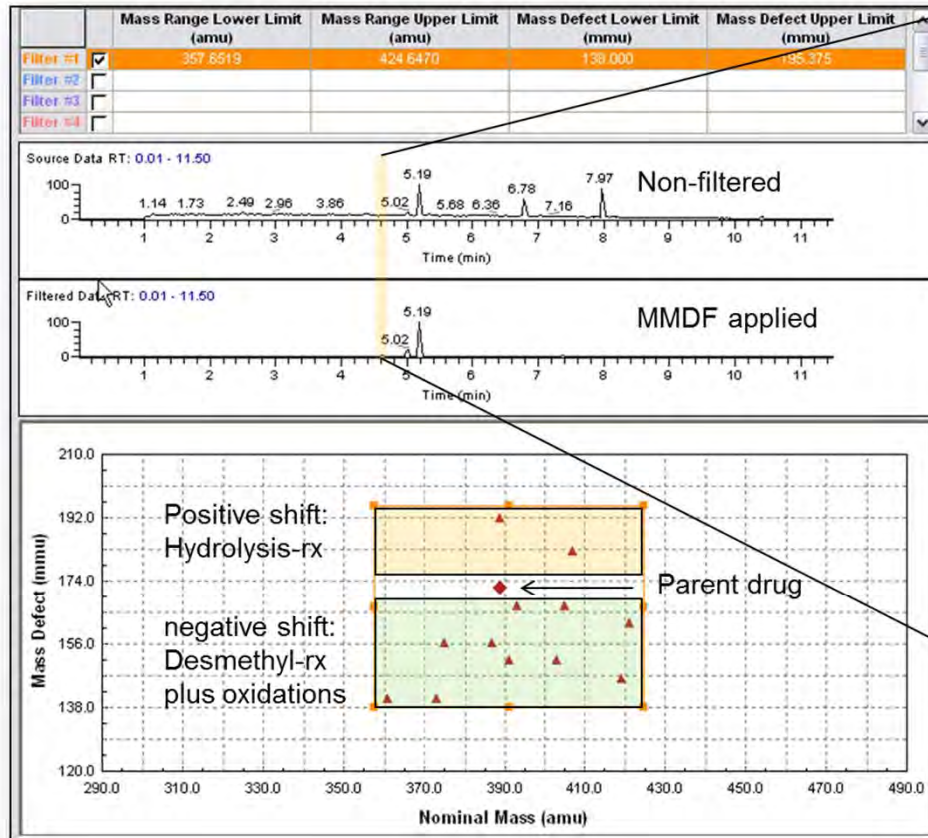 Mass Range Lower Limit (amu) Mass Range Upper Limit (amu) Mass Defect Lower Limit (mmu) Mass Defect Upper Limit (mmu)
Filter #1 357.6519 424.6470 138.000 195.375
Filter #2
Filter #3
Filter #4
Source Data RT: 0.01 - 11.50
Non-filtered
100
0
1.14 1.73 2.49 2.96 3.86 5.02 5.19 5.68 6.36 6.78 7.16 7.97
1 2 3 4 5 6 7 8 9 10 11
Time (min)
Filtered Data RT: 0.01 - 11.50
MMDF applied
100
0
5.02 5.19
1 2 3 4 5 6 7 8 9 10 11
Time (min)
Mass Defect (mmu)
210.0
192.0
174.0
156.0
138.0
120.0
Positive shift:
Hydrolysis-rx
Parent drug
negative shift:
Desmethyl-rx
plus oxidations
290.0 310.0 330.0 350.0 370.0 390.0 410.0 430.0 450.0 470.0 490.0
Nominal Mass (amu)